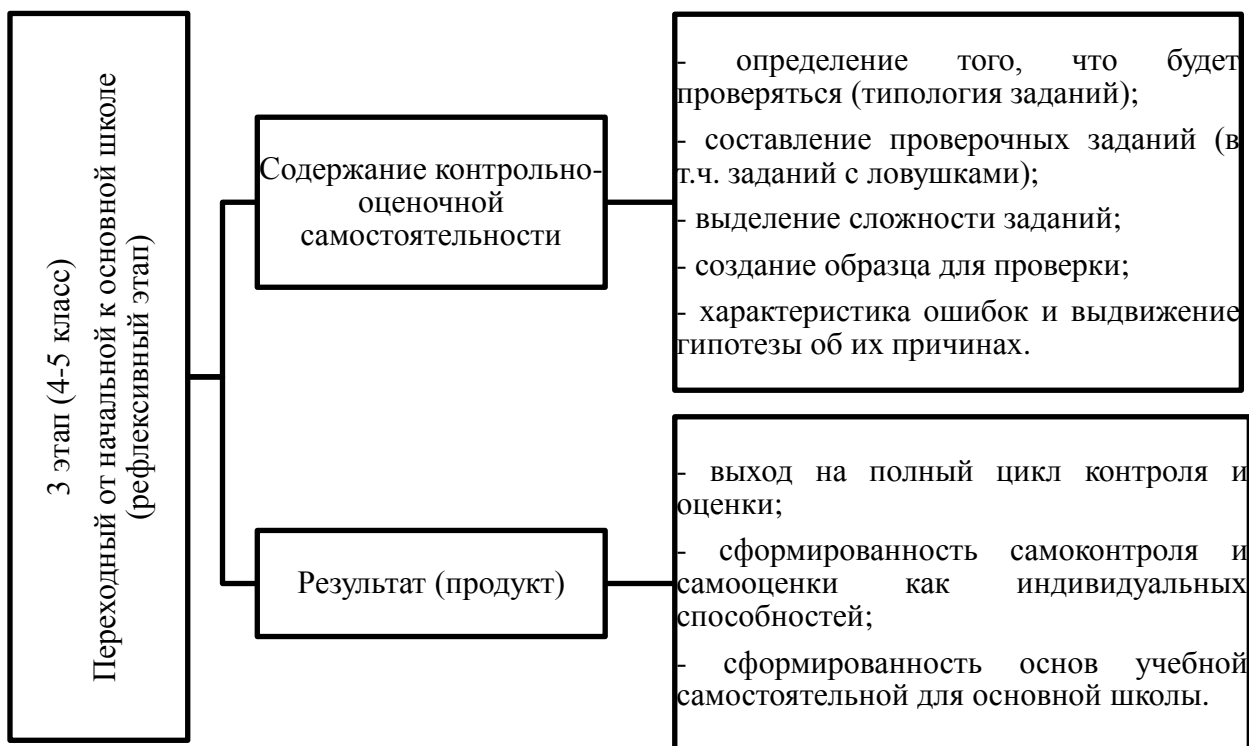 3 этап (4-5 класс)
Переходный от начальной к основной школе
(рефлексивный этап)
Содержание контрольно-
оценочной
самостоятельности
- определение того, что будет
проверяться (типология заданий);
- составление проверочных заданий (в
т.ч. заданий с ловушками);
- выделение сложности заданий;
- создание образца для проверки;
- характеристика ошибок и выдвижение
гипотезы об их причинах.
Результат (продукт)
- выход на полный цикл контроля и
оценки;
- сформированность самоконтроля и
самооценки как индивидуальных
способностей;
- сформированность основ учебной
самостоятельной для основной школы.